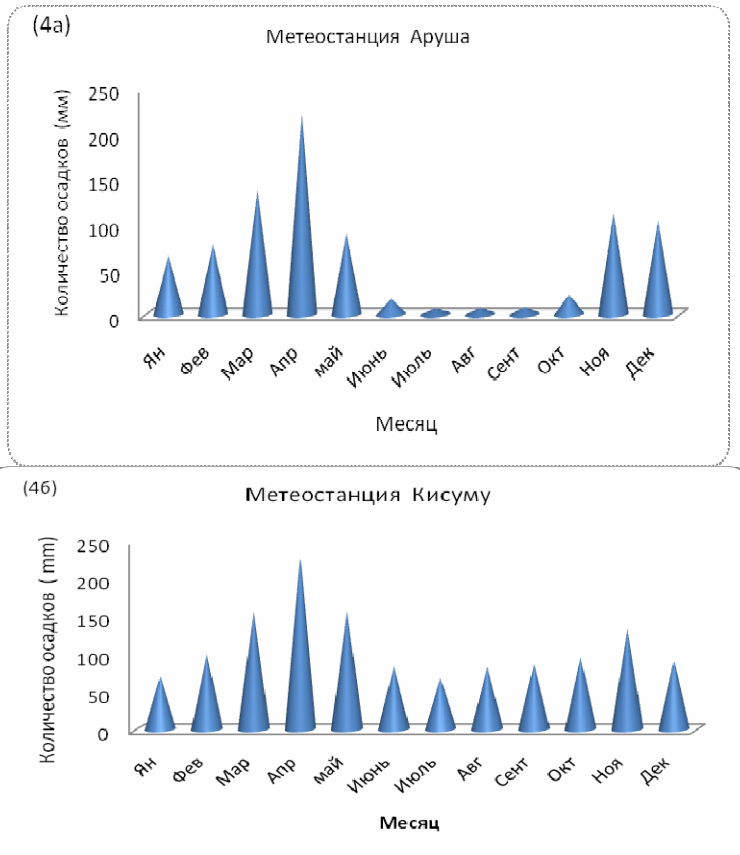 (4а)
Метеостанция Аруша
Количество осадков (мм)
250
200
150
100
50
0
Ян Фев Мар Апр май Июнь Июль Авг Сент Окт Ноя Дек
Месяц
(4б)
Метеостанция Кисуму
Количество осадков ( mm)
250
200
150
100
50
0
Ян Фев Мар Апр май Июнь Июль Авг Сент Окт Ноя Дек
Месяц